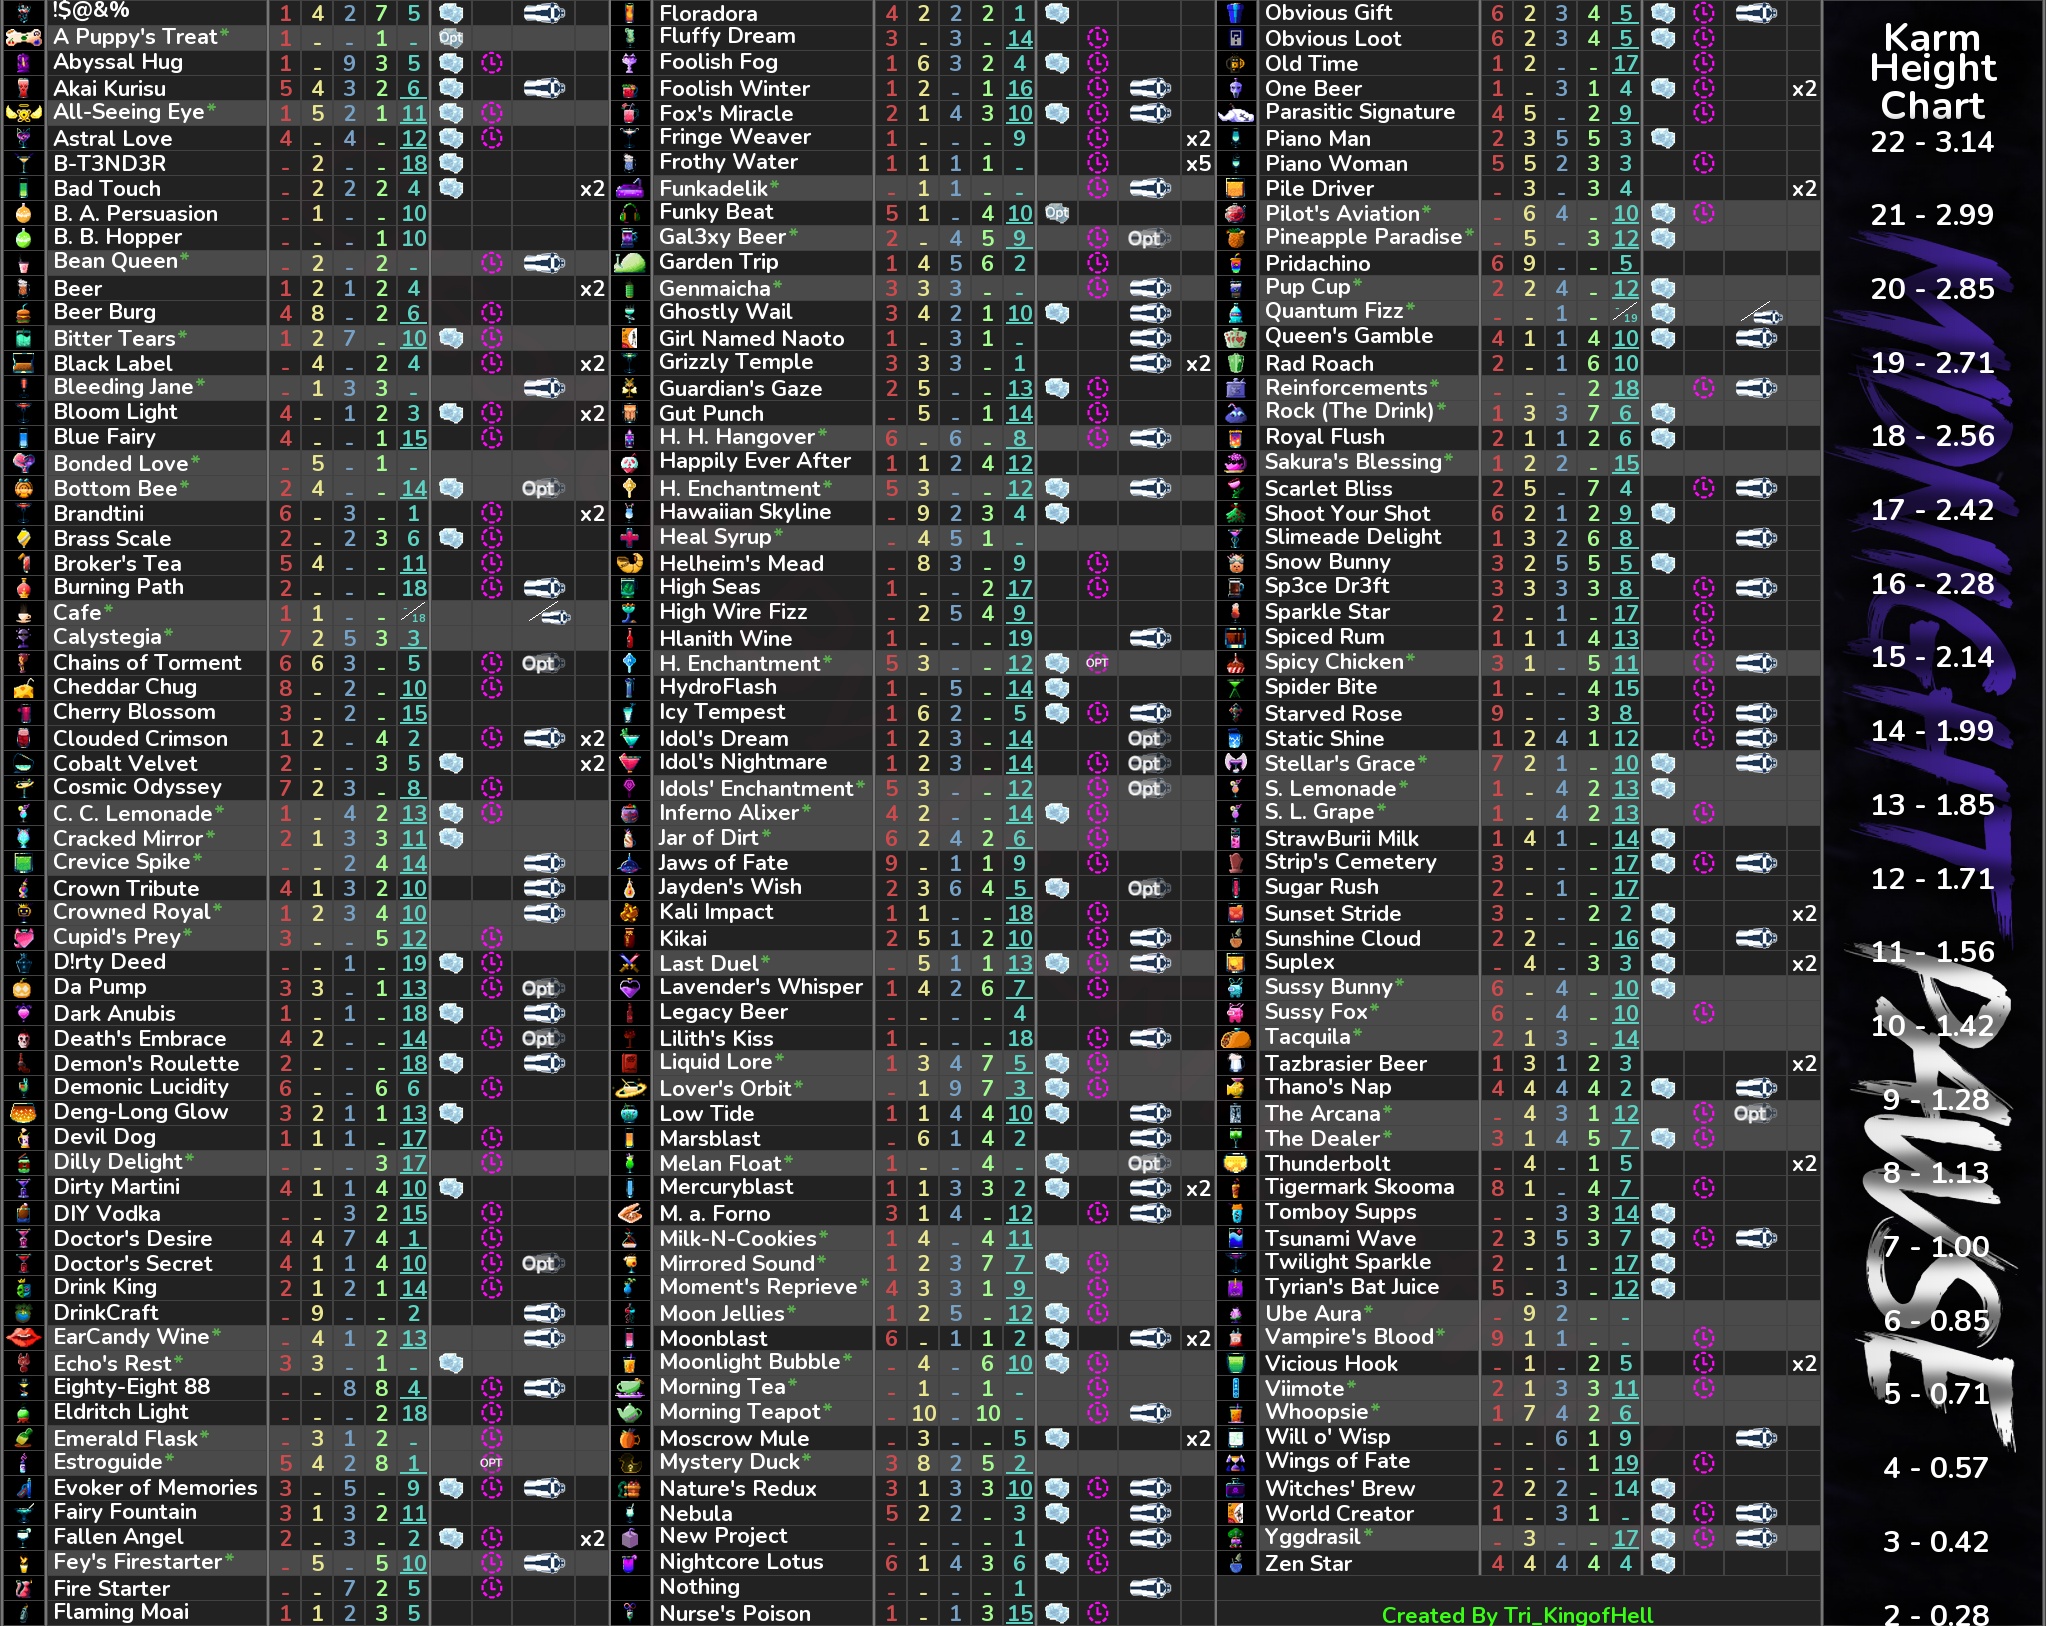 !$@&% 1 4 2 7 5
A Puppy's Treat* 1 - - 1 - Opt
Abyssal Hug 1 - 9 3 5
Akai Kurisu 5 4 3 2 6
All-Seeing Eye* 1 5 2 1 11
Astral Love 4 - 4 - 12
B-T3ND3R - 2 - - 18
Bad Touch - 2 2 2 4 x2
B. A. Persuasion - 1 - - 10
B. B. Hopper - - - 1 10
Bean Queen* - 2 - 2 -
Beer 1 2 1 2 4 x2
Beer Burg 4 8 - 2 6
Bitter Tears* 1 2 7 - 10
Black Label - 4 - 2 4 x2
Bleeding Jane* - 1 3 3 -
Bloom Light 4 - 1 2 3 x2
Blue Fairy 4 - - 1 15
Bonded Love* - 5 - 1 -
Bottom Bee* 2 4 - - 14 Opt
Brandtini 6 - 3 - 1 x2
Brass Scale 2 - 2 3 6
Broker's Tea 5 4 - - 11
Burning Path 2 - - - 18
Cafe* 1 1 - - -/18
Calystegia* 7 2 5 3 3
Chains of Torment 6 6 3 - 5 Opt
Cheddar Chug 8 - 2 - 10
Cherry Blossom 3 - 2 - 15
Clouded Crimson 1 2 - 4 2 x2
Cobalt Velvet 2 - - 3 5 x2
Cosmic Odyssey 7 2 3 - 8
C. C. Lemonade* 1 - 4 2 13
Cracked Mirror* 2 1 3 3 11
Crevice Spike* - - 2 4 14
Crown Tribute 4 1 3 2 10
Crowned Royal* 1 2 3 4 10
Cupid's Prey* 3 - - 5 12
D!rty Deed - - 1 - 19
Da Pump 3 3 - 1 13 Opt
Dark Anubis 1 - 1 - 18
Death's Embrace 4 2 - - 14 Opt
Demon's Roulette 2 - - - 18
Demonic Lucidity 6 - - 6 6
Deng-Long Glow 3 2 1 1 13
Devil Dog 1 1 1 - 17
Dilly Delight* - - - 3 17
Dirty Martini 4 1 1 4 10
DIY Vodka - - 3 2 15
Doctor's Desire 4 4 7 4 1
Doctor's Secret 4 1 1 4 10 Opt
Drink King 2 1 2 1 14
DrinkCraft - 9 - - 2
EarCandy Wine* - 4 1 2 13
Echo's Rest* 3 3 - 1 -
Eighty-Eight 88 - - 8 8 4
Eldritch Light - - - 2 18
Emerald Flask* - 3 1 2 -
Estroguide* 5 4 2 8 1 OPT
Evoker of Memories 3 - 5 - 9
Fairy Fountain 3 1 3 2 11
Fallen Angel 2 - 3 - 2 x2
Fey's Firestarter* - 5 - 5 10
Fire Starter - - 7 2 5
Flaming Moai 1 1 2 3 5
Floradora 4 2 2 2 1
Fluffy Dream 3 - 3 - 14
Foolish Fog 1 6 3 2 4
Foolish Winter 1 2 - 1 16
Fox's Miracle 2 1 4 3 10
Fringe Weaver 1 - - - 9 x2
Frothy Water 1 1 1 1 - x5
Funkadelik* - 1 1 - -
Funky Beat 5 1 - 4 10 Opt
Gal3xy Beer* 2 - 4 5 9 Opt
Garden Trip 1 4 5 6 2
Genmaicha* 3 3 3 - -
Ghostly Wail 3 4 2 1 10
Girl Named Naoto 1 - 3 1 -
Grizzly Temple 3 3 3 - 1 x2
Guardian's Gaze 2 5 - - 13
Gut Punch - 5 - 1 14
H. H. Hangover* 6 - 6 - 8
Happily Ever After 1 1 2 4 12
H. Enchantment* 5 3 - - 12
Hawaiian Skyline - 9 2 3 4
Heal Syrup* - 4 5 1 -
Helheim's Mead - 8 3 - 9
High Seas 1 - - 2 17
High Wire Fizz - 2 5 4 9
Hlanith Wine 1 - - - 19
H. Enchantment* 5 3 - - 12 OPT
HydroFlash 1 - 5 - 14
Icy Tempest 1 6 2 - 5
Idol's Dream 1 2 3 - 14 Opt
Idol's Nightmare 1 2 3 - 14 Opt
Idols' Enchantment* 5 3 - - 12 Opt
Inferno Alixer* 4 2 - - 14
Jar of Dirt* 6 2 4 2 6
Jaws of Fate 9 - 1 1 9
Jayden's Wish 2 3 6 4 5 Opt
Kali Impact 1 1 - - 18
Kikai 2 5 1 2 10
Last Duel* - 5 1 1 13
Lavender's Whisper 1 4 2 6 7
Legacy Beer - - - - 4
Lilith's Kiss 1 - - - 18
Liquid Lore* 1 3 4 7 5
Lover's Orbit* - 1 9 7 3
Low Tide 1 1 4 4 10
Marsblast - 6 1 4 2
Melan Float* 1 - - 4 - Opt
Mercuryblast 1 1 3 3 2 x2
M. a. Forno 3 1 4 - 12
Milk-N-Cookies* 1 4 - 4 11
Mirrored Sound* 1 2 3 7 7
Moment's Reprieve* 4 3 3 1 9
Moon Jellies* 1 2 5 - 12
Moonblast 6 - 1 1 2 x2
Moonlight Bubble* - 4 - 6 10
Morning Tea* - 1 - 1 -
Morning Teapot* - 10 - 10 -
Moscrow Mule - 3 - - 5 x2
Mystery Duck* 3 8 2 5 2
Nature's Redux 3 1 3 3 10
Nebula 5 2 2 - 3
New Project - - - - 1
Nightcore Lotus 6 1 4 3 6
Nothing - - - - 1
Nurse's Poison 1 - 1 3 15
Obvious Gift 6 2 3 4 5
Obvious Loot 6 2 3 4 5
Old Time 1 2 - - 17
One Beer 1 - 3 1 4 x2
Parasitic Signature 4 5 - 2 9
Piano Man 2 3 5 5 3
Piano Woman 5 5 2 3 3
Pile Driver - 3 - 3 4 x2
Pilot's Aviation* - 6 4 - 10
Pineapple Paradise* - 5 - 3 12
Pridachino 6 9 - - 5
Pup Cup* 2 2 4 - 12
Quantum Fizz* - - 1 - -/19
Queen's Gamble 4 1 1 4 10
Rad Roach 2 - 1 6 10
Reinforcements* - - - 2 18
Rock (The Drink)* 1 3 3 7 6
Royal Flush 2 1 1 2 6
Sakura's Blessing* 1 2 2 - 15
Scarlet Bliss 2 5 - 7 4
Shoot Your Shot 6 2 1 2 9
Slimeade Delight 1 3 2 6 8
Snow Bunny 3 2 5 5 5
Sp3ce Dr3ft 3 3 3 3 8
Sparkle Star 2 - 1 - 17
Spiced Rum 1 1 1 4 13
Spicy Chicken* 3 1 - 5 11
Spider Bite 1 - - 4 15
Starved Rose 9 - - 3 8
Static Shine 1 2 4 1 12
Stellar's Grace* 7 2 1 - 10
S. Lemonade* 1 - 4 2 13
S. L. Grape* 1 - 4 2 13
StrawBurii Milk 1 4 1 - 14
Strip's Cemetery 3 - - - 17
Sugar Rush 2 - 1 - 17
Sunset Stride 3 - - 2 2 x2
Sunshine Cloud 2 2 - - 16
Suplex - 4 - 3 3 x2
Sussy Bunny* 6 - 4 - 10
Sussy Fox* 6 - 4 - 10
Tacquila* 2 1 3 - 14
Tazbrasier Beer 1 3 1 2 3 x2
Thano's Nap 4 4 4 4 2
The Arcana* - 4 3 1 12 Opt
The Dealer* 3 1 4 5 7
Thunderbolt - 4 - 1 5 x2
Tigermark Skooma 8 1 - 4 7
Tomboy Supps - - 3 3 14
Tsunami Wave 2 3 5 3 7
Twilight Sparkle 2 - 1 - 17
Tyrian's Bat Juice 5 - 3 - 12
Ube Aura* - 9 2 - -
Vampire's Blood* 9 1 1 - -
Vicious Hook - 1 - 2 5 x2
Viimote* 2 1 3 3 11
Whoopsie* 1 7 4 2 6
Will o' Wisp - - 6 1 9
Wings of Fate - - - 1 19
Witches' Brew 2 2 2 - 14
World Creator 1 - 3 1 -
Yggdrasil* - 3 - - 17
Zen Star 4 4 4 4 4
Created By Tri_KingofHell
Karm
Height
Chart
22 - 3.14
21 - 2.99
20 - 2.85
19 - 2.71
18 - 2.56
17 - 2.42
16 - 2.28
15 - 2.14
14 - 1.99
13 - 1.85
12 - 1.71
11 - 1.56
10 - 1.42
9 - 1.28
8 - 1.13
7 - 1.00
6 - 0.85
5 - 0.71
4 - 0.57
3 - 0.42
2 - 0.28
MOONLIGHT
PAWSE